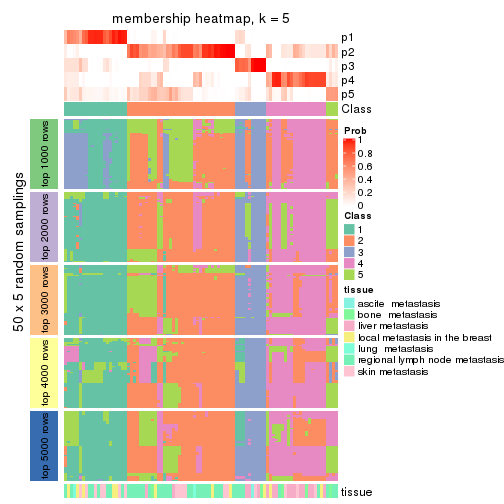 membership heatmap, k = 5
p1
p2
p3
p4
p5
Class
50 x 5 random samplings
top 1000 rows
top 2000 rows
top 3000 rows
top 4000 rows
top 5000 rows
Prob
1
0.8
0.6
0.4
0.2
0
Class
1
2
3
4
5
tissue
ascite metastasis
bone metastasis
liver metastasis
local metastasis in the breast
lung metastasis
regional lymph node metastasis
skin metastasis
tissue